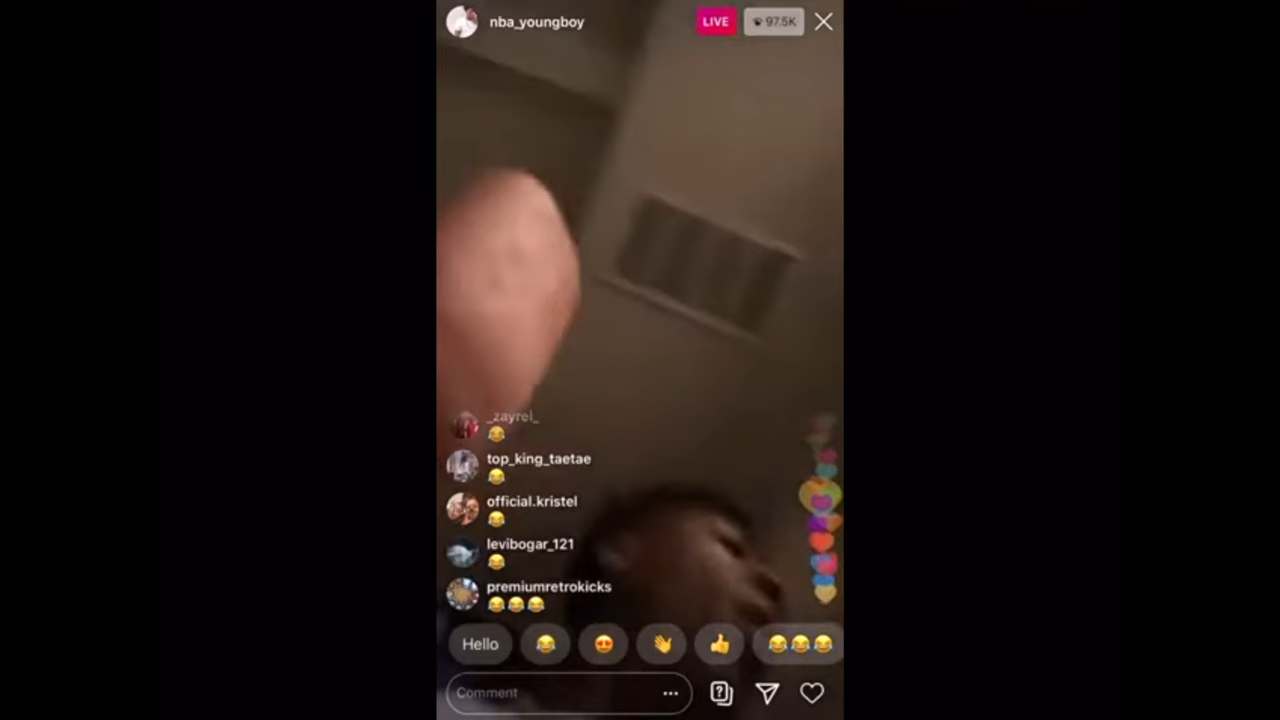 nba_youngboy
LIVE
97.5K
_zayrel_
😂
top_king_taetae
😂
official.kristel
😂
levibogar_121
😂
premiumretrokicks
😂😂😂
Hello 😂 😍 👋 👍 😂😂😂
Comment